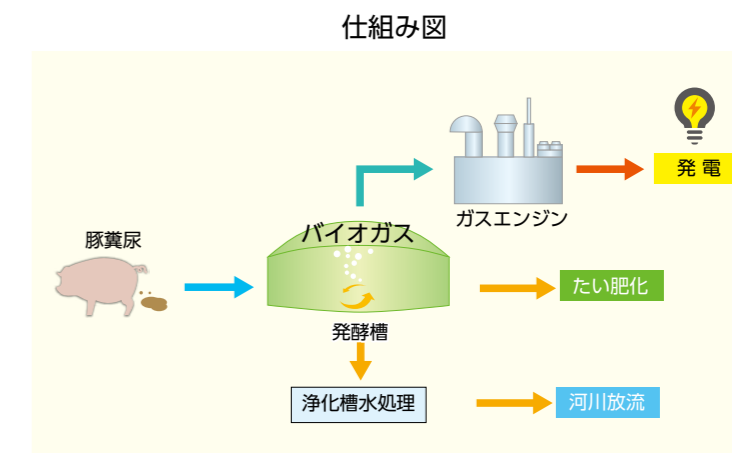 仕組み図
発電
ガスエンジン
バイオガス
豚糞尿
たい肥化
発酵槽
浄化槽水処理
河川放流